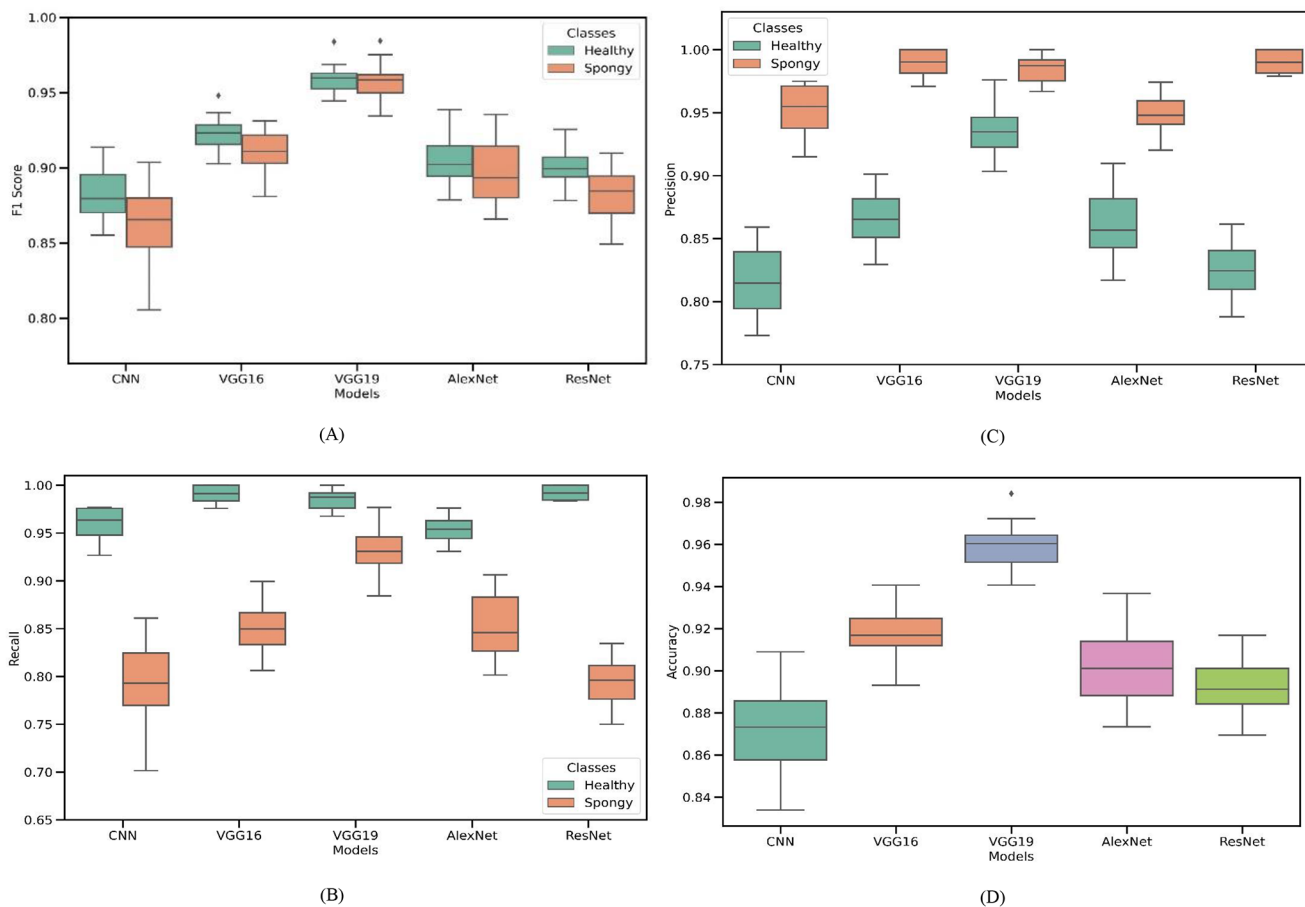 1.00
0.95
0.90
0.85
0.80
F1 Score
Classes
Healthy
Spongy
CNN VGG16 VGG19 AlexNet ResNet
Models
(A)
1.00
0.95
0.90
0.85
0.80
0.75
Precision
Classes
Healthy
Spongy
CNN VGG16 VGG19 AlexNet ResNet
Models
(C)
1.00
0.95
0.90
0.85
0.80
0.75
0.70
0.65
Recall
Classes
Healthy
Spongy
CNN VGG16 VGG19 AlexNet ResNet
Models
(B)
0.98
0.96
0.94
0.92
0.90
0.88
0.86
0.84
Accuracy
CNN VGG16 VGG19 AlexNet ResNet
Models
(D)